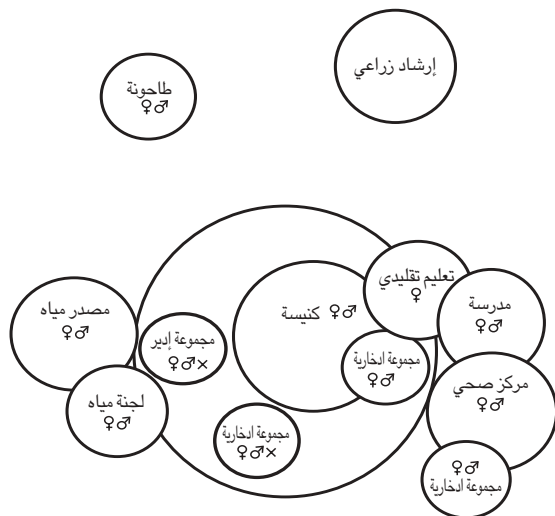 إرشاد زراعي
طاحونة
♀♂
تعليم تقليدي
♀
مدرسة
♀♂
مصدر مياه
♀♂
كنيسة ♀♂
مجموعة إدير
♀♂×
مجموعة ادخارية
♀♂
مركز صحي
♀♂
لجنة مياه
♀♂
مجموعة ادخارية
♀♂×
♀♂
مجموعة ادخارية